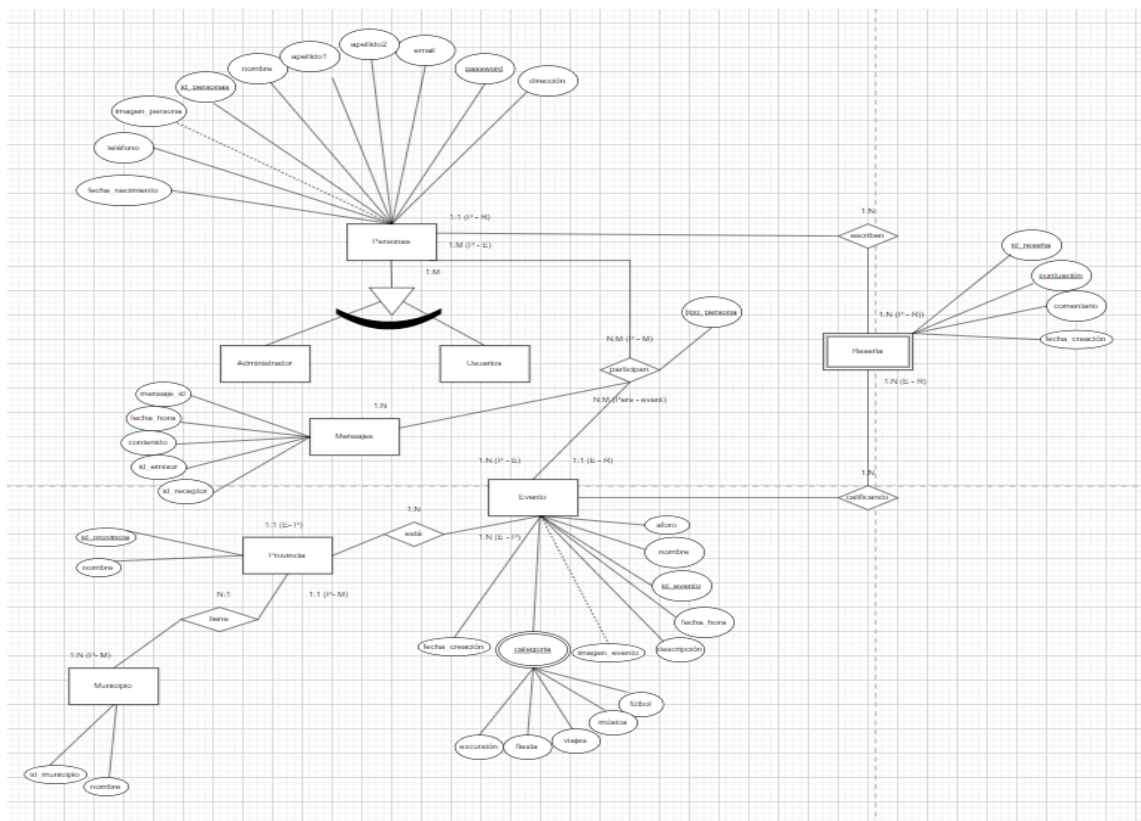 apellido2
email
apellido1
nombre
password
dirección
id_personas
imagen_persona
teléfono
fecha_nacimiento
1:1 (P - R)
1:N
Personas
1:M (P - E)
escriben
id_reseña
1:M
puntuación
comentario
tipo_persona
1:N (P - R))
fecha_creación
N:M (P - M)
Reseña
Administrador
Usuarios
participan
1:N (E - R)
mensaje_id
N:M (Pers - event)
1:N
fecha_hora
Mensajes
contenido
id_emisor
1:N (P - E)
1:1 (E - R)
1:N
id_receptor
Evento
calificando
1:N
1:1 (E- P)
aforo
id_provincia
está
1:N (E - P)
nombre
Provincia
nombre
id_evento
N:1
1:1 (P- M)
tiene
fecha_hora
fecha_creación
categoria
imagen_evento
descripción
1:N (P- M)
Municipio
fútbol
música
excursión
fiesta
viajes
id_municipio
nombre